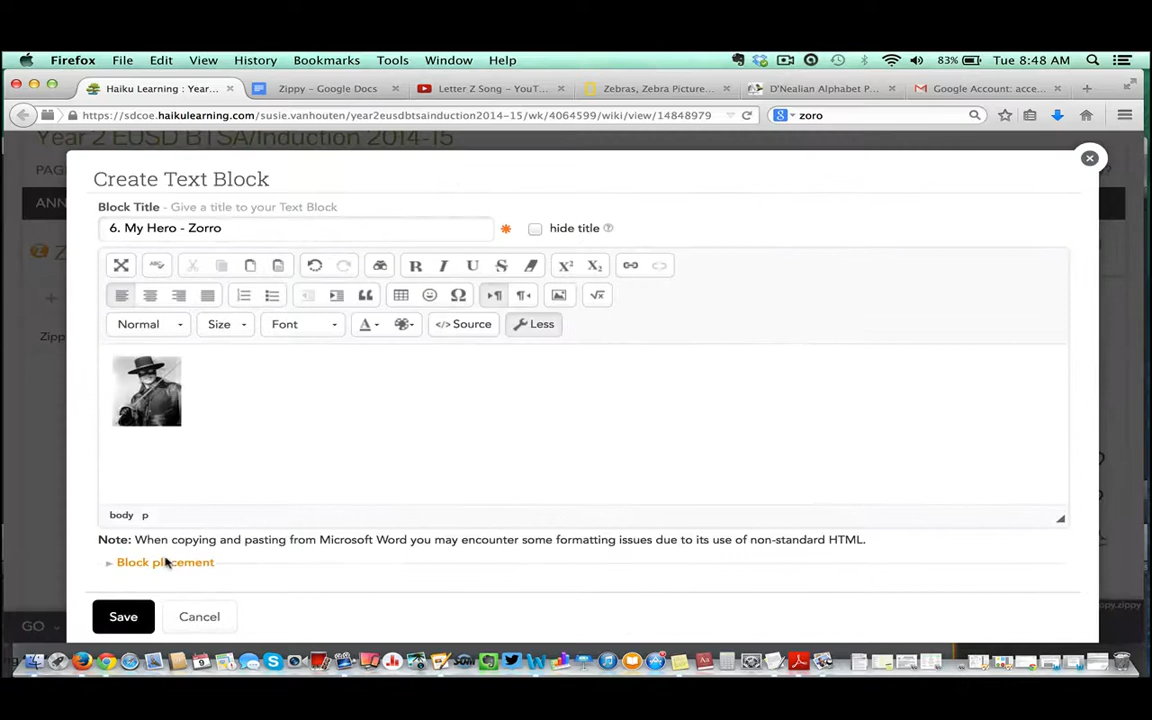 Firefox File Edit View History Bookmarks Tools Window Help 83% Tue 8:48 AM
Haiku Learning : Year... Zippy – Google Docs Letter Z Song – YouT... Zebras, Zebra Picture... D'Nealian Alphabet P... Google Account: acce...
https://sdcoe.haikulearning.com/susie.vanhouten/year2eusdbtsainduction2014-15/wk/4064599/wiki/view/14848979 zoro
Year 2 EUSD BTSA/Induction 2014-15
Create Text Block
Block Title - Give a title to your Text Block
6. My Hero - Zorro * hide title ?
B I U S X² X₂
Normal Size Font A </> Source Less
body p
Note: When copying and pasting from Microsoft Word you may encounter some formatting issues due to its use of non-standard HTML.
Block placement
Save Cancel
GO